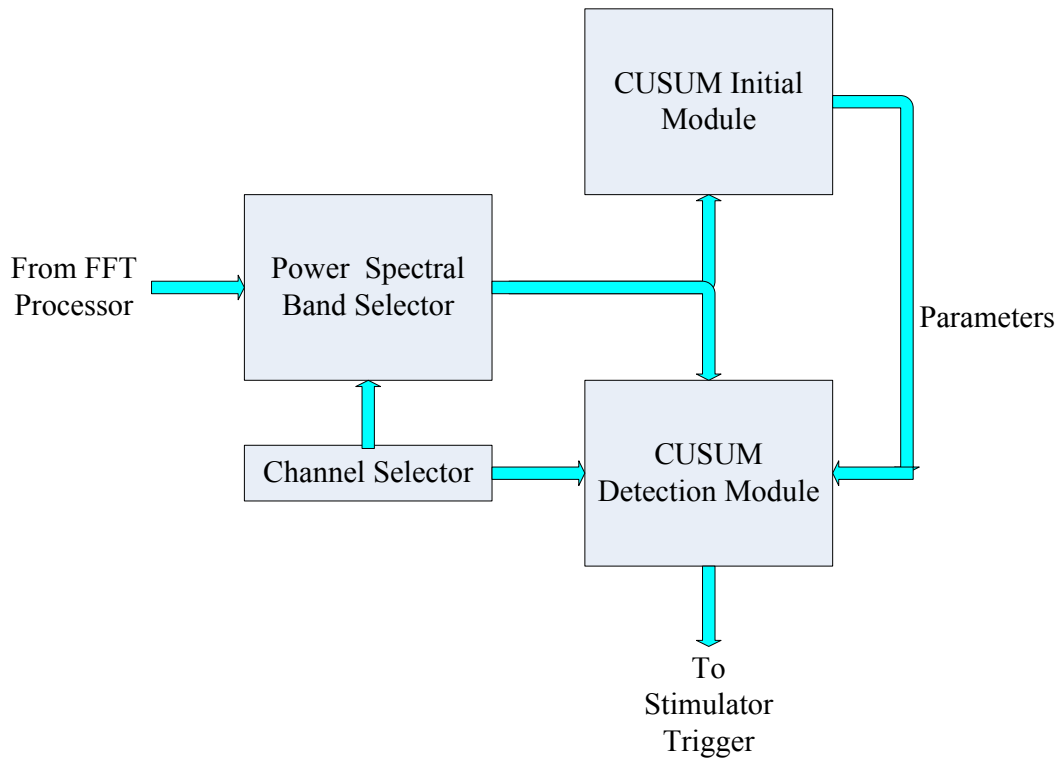 CUSUM Initial
Module
From FFT
Processor
Power Spectral
Band Selector
Parameters
Channel Selector
CUSUM
Detection Module
To
Stimulator
Trigger